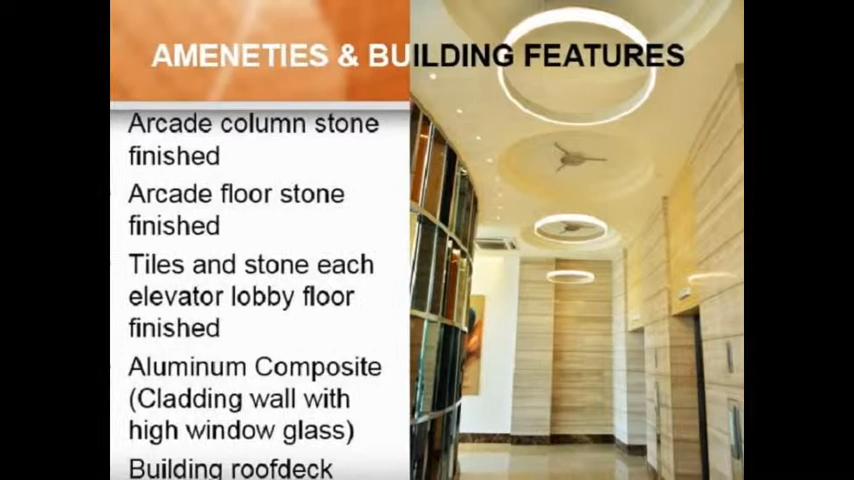 AMENETIES & BUILDING FEATURES
Arcade column stone
finished
Arcade floor stone
finished
Tiles and stone each
elevator lobby floor
finished
Aluminum Composite
(Cladding wall with
high window glass)
Building roofdeck